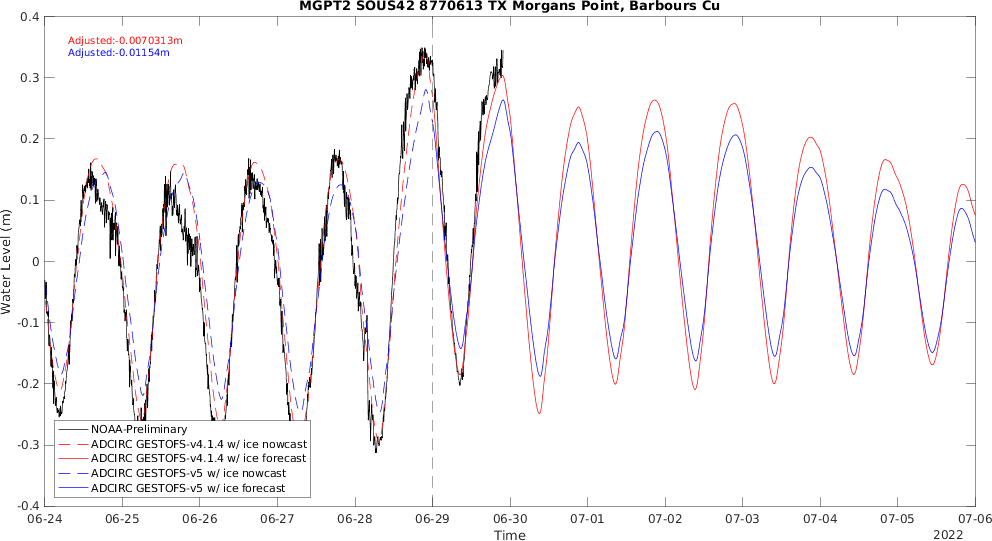 MGPT2 SOUS42 8770613 TX Morgans Point, Barbours Cu
Adjusted:-0.0070313m
Adjusted:-0.01154m
0.4
0.3
0.2
0.1
0
-0.1
-0.2
-0.3
-0.4
Water Level (m)
NOAA-Preliminary
ADCIRC GESTOFS-v4.1.4 w/ ice nowcast
ADCIRC GESTOFS-v4.1.4 w/ ice forecast
ADCIRC GESTOFS-v5 w/ ice nowcast
ADCIRC GESTOFS-v5 w/ ice forecast
06-24 06-25 06-26 06-27 06-28 06-29 06-30 07-01 07-02 07-03 07-04 07-05 07-06
Time
2022